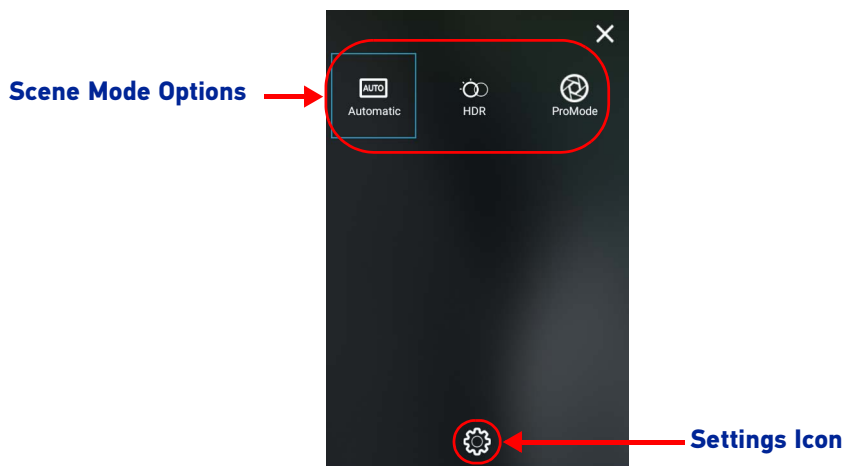 Scene Mode Options
AUTO
Automatic
HDR
ProMode
Settings Icon